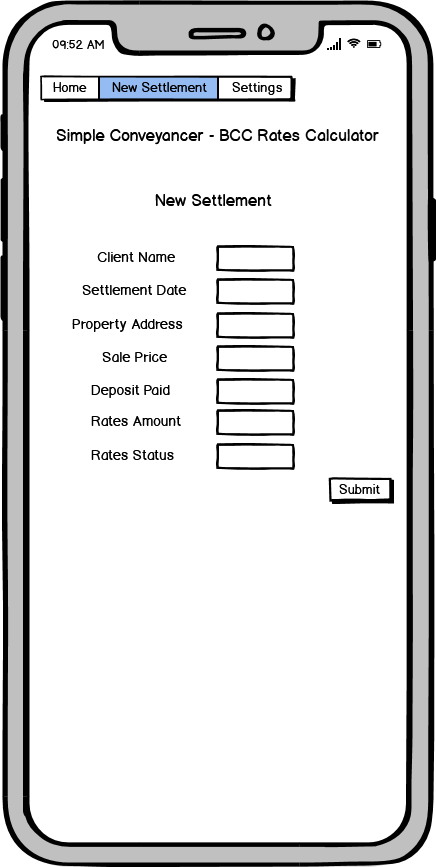 09:52 AM
Home New Settlement Settings
Simple Conveyancer - BCC Rates Calculator
New Settlement
Client Name
Settlement Date
Property Address
Sale Price
Deposit Paid
Rates Amount
Rates Status
Submit